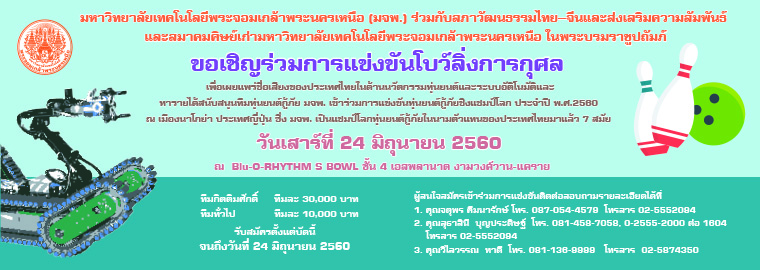 มหาวิทยาลัยเทคโนโลยีพระจอมเกล้าพระนครเหนือ (มจพ.) ร่วมกับสภาวัฒนธรรมไทย-จีนและส่งเสริมความสัมพันธ์
และสมาคมศิษย์เก่ามหาวิทยาลัยเทคโนโลยีพระจอมเกล้าพระนครเหนือ ในพระบรมราชูปถัมภ์
ขอเชิญร่วมการแข่งขันโบว์ลิ่งการกุศล
เพื่อเผยแพร่ชื่อเสียงของประเทศไทยในด้านนวัตกรรมหุ่นยนต์และระบบอัติโนมัติและ
หารายได้สนับสนุนทีมหุ่นยนต์กู้ภัย มจพ. เข้าร่วมการแข่งขันหุ่นยนต์กู้ภัยชิงแชมป์โลก ประจำปี พ.ศ.2560
ณ เมืองนาโกย่า ประเทศญี่ปุ่น ซึ่ง มจพ. เป็นแชมป์โลกหุ่นยนต์กู้ภัยในนามตัวแทนของประเทศไทยมาแล้ว 7 สมัย
วันเสาร์ที่ 24 มิถุนายน 2560
ณ Blu-O-RHYTHM S BOWL ชั้น 4 เอสพลานาด งามวงศ์วาน-แคราย
ทีมกิตติมศักดิ์ ทีมละ 30,000 บาท
ทีมทั่วไป ทีมละ 10,000 บาท
รับสมัครตั้งแต่บัดนี้
จนถึงวันที่ 24 มิถุนายน 2560
ผู้สนใจสมัครเข้าร่วมการแข่งขันติดต่อสอบถามรายละเอียดได้ที่
1. คุณจตุพร คิมนารักษ์ โทร. 087-054-4579 โทรสาร 02-5552084
2. คุณสุธาสินี บุญประสิทธิ์ โทร. 081-458-7058, 0-2555-2000 ต่อ 1604
โทรสาร 02-5552084
3. คุณวิไลวรรณ ทาดี โทร. 081-136-8888 โทรสาร 02-5874350